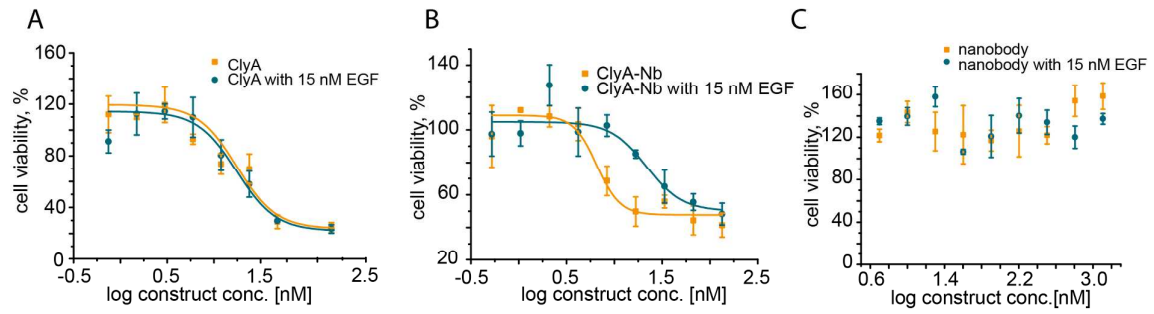 A
160
120
80
40
0
-0.5
0.5
1.5
2.5
cell viability, %
log construct conc. [nM]
ClyA
ClyA with 15 nM EGF
B
140
100
60
20
-0.5
0.5
1.5
2.5
cell viability, %
log construct conc. [nM]
ClyA-Nb
ClyA-Nb with 15 nM EGF
C
nanobody
nanobody with 15 nM EGF
160
120
80
40
0
0.6
1.4
2.2
3.0
cell viability, %
log construct conc.[nM]